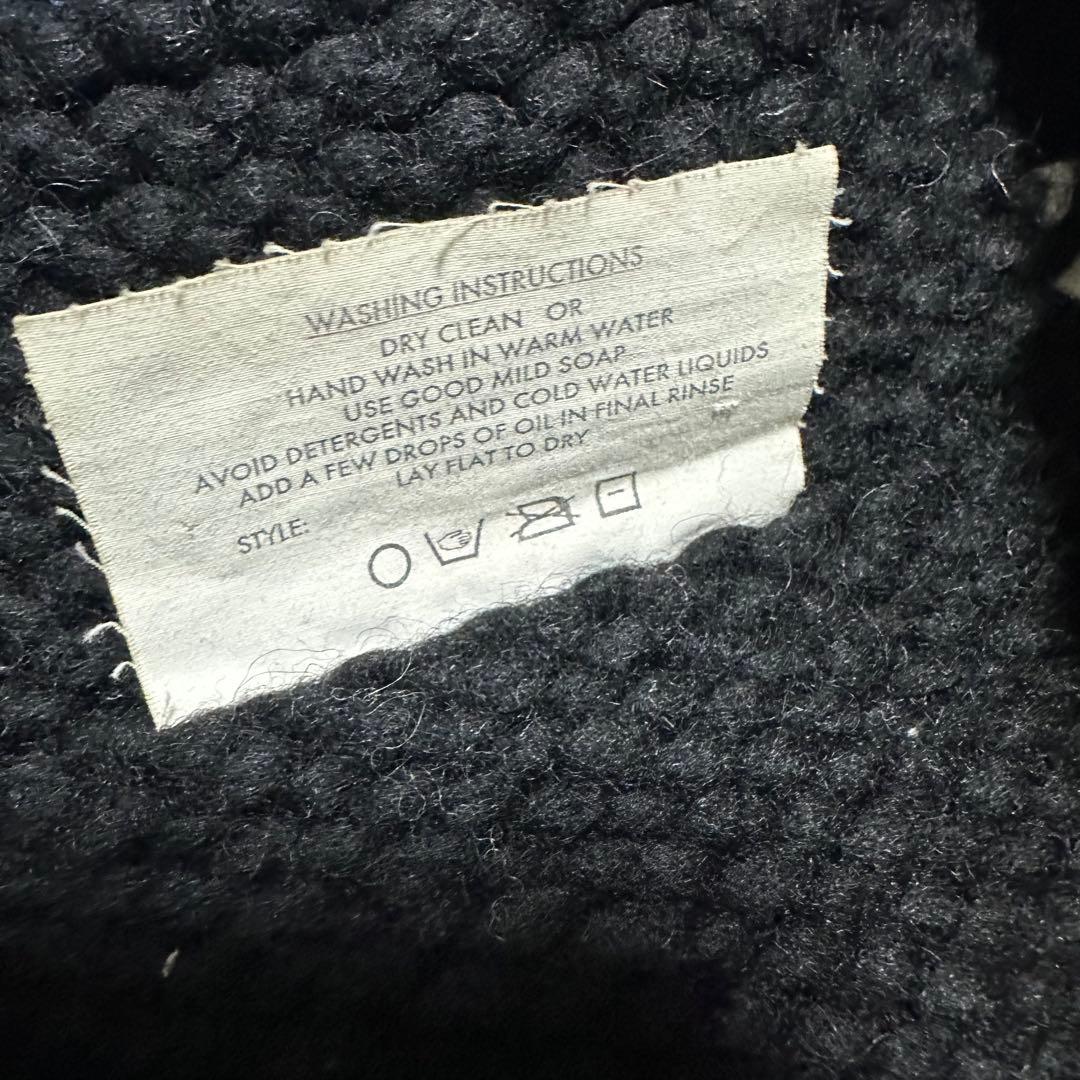 WASHING INSTRUCTIONS
DRY CLEAN OR
HAND WASH IN WARM WATER
USE GOOD MILD SOAP
AVOID DETERGENTS AND COLD WATER LIQUIDS
ADD A FEW DROPS OF OIL IN FINAL RINSE
LAY FLAT TO DRY
STYLE: